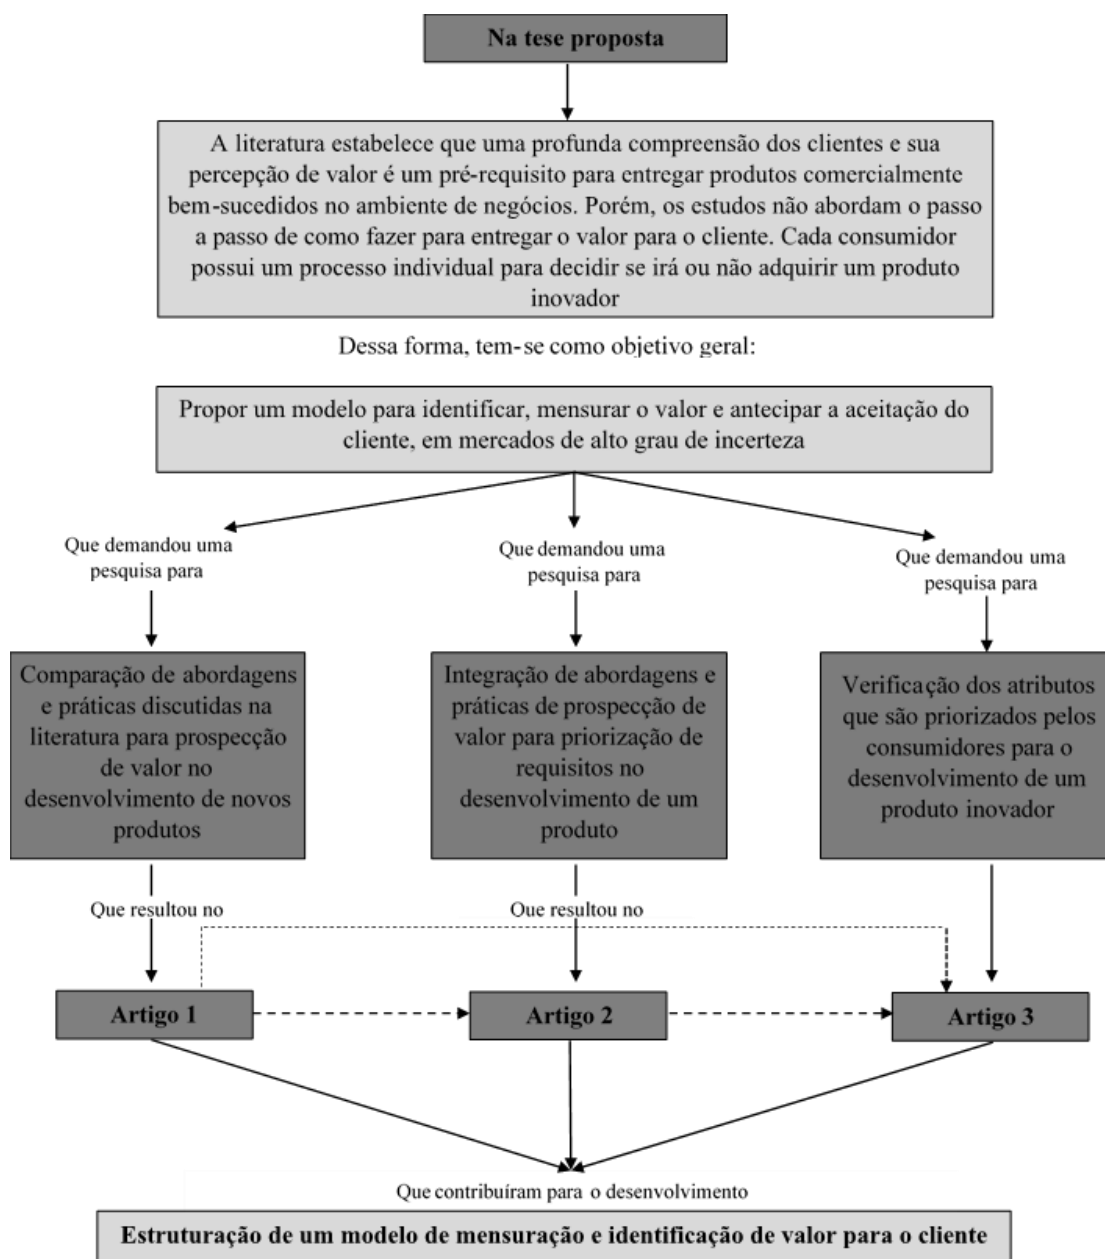 Na tese proposta
A literatura estabelece que uma profunda compreensão dos clientes e sua
percepção de valor é um pré-requisito para entregar produtos comercialmente
bem-sucedidos no ambiente de negócios. Porém, os estudos não abordam o passo
a passo de como fazer para entregar o valor para o cliente. Cada consumidor
possui um processo individual para decidir se irá ou não adquirir um produto
inovador
Dessa forma, tem-se como objetivo geral:
Propor um modelo para identificar, mensurar o valor e antecipar a aceitação do
cliente, em mercados de alto grau de incerteza
Que demandou uma
pesquisa para
Que demandou uma
pesquisa para
Que demandou uma
pesquisa para
Comparação de abordagens
e práticas discutidas na
literatura para prospecção
de valor no
desenvolvimento de novos
produtos
Integração de abordagens e
práticas de prospecção de
valor para priorização de
requisitos no
desenvolvimento de um
produto
Verificação dos atributos
que são priorizados pelos
consumidores para o
desenvolvimento de um
produto inovador
Que resultou no
Que resultou no
Artigo 1
Artigo 2
Artigo 3
Que contribuíram para o desenvolvimento
Estruturação de um modelo de mensuração e identificação de valor para o cliente